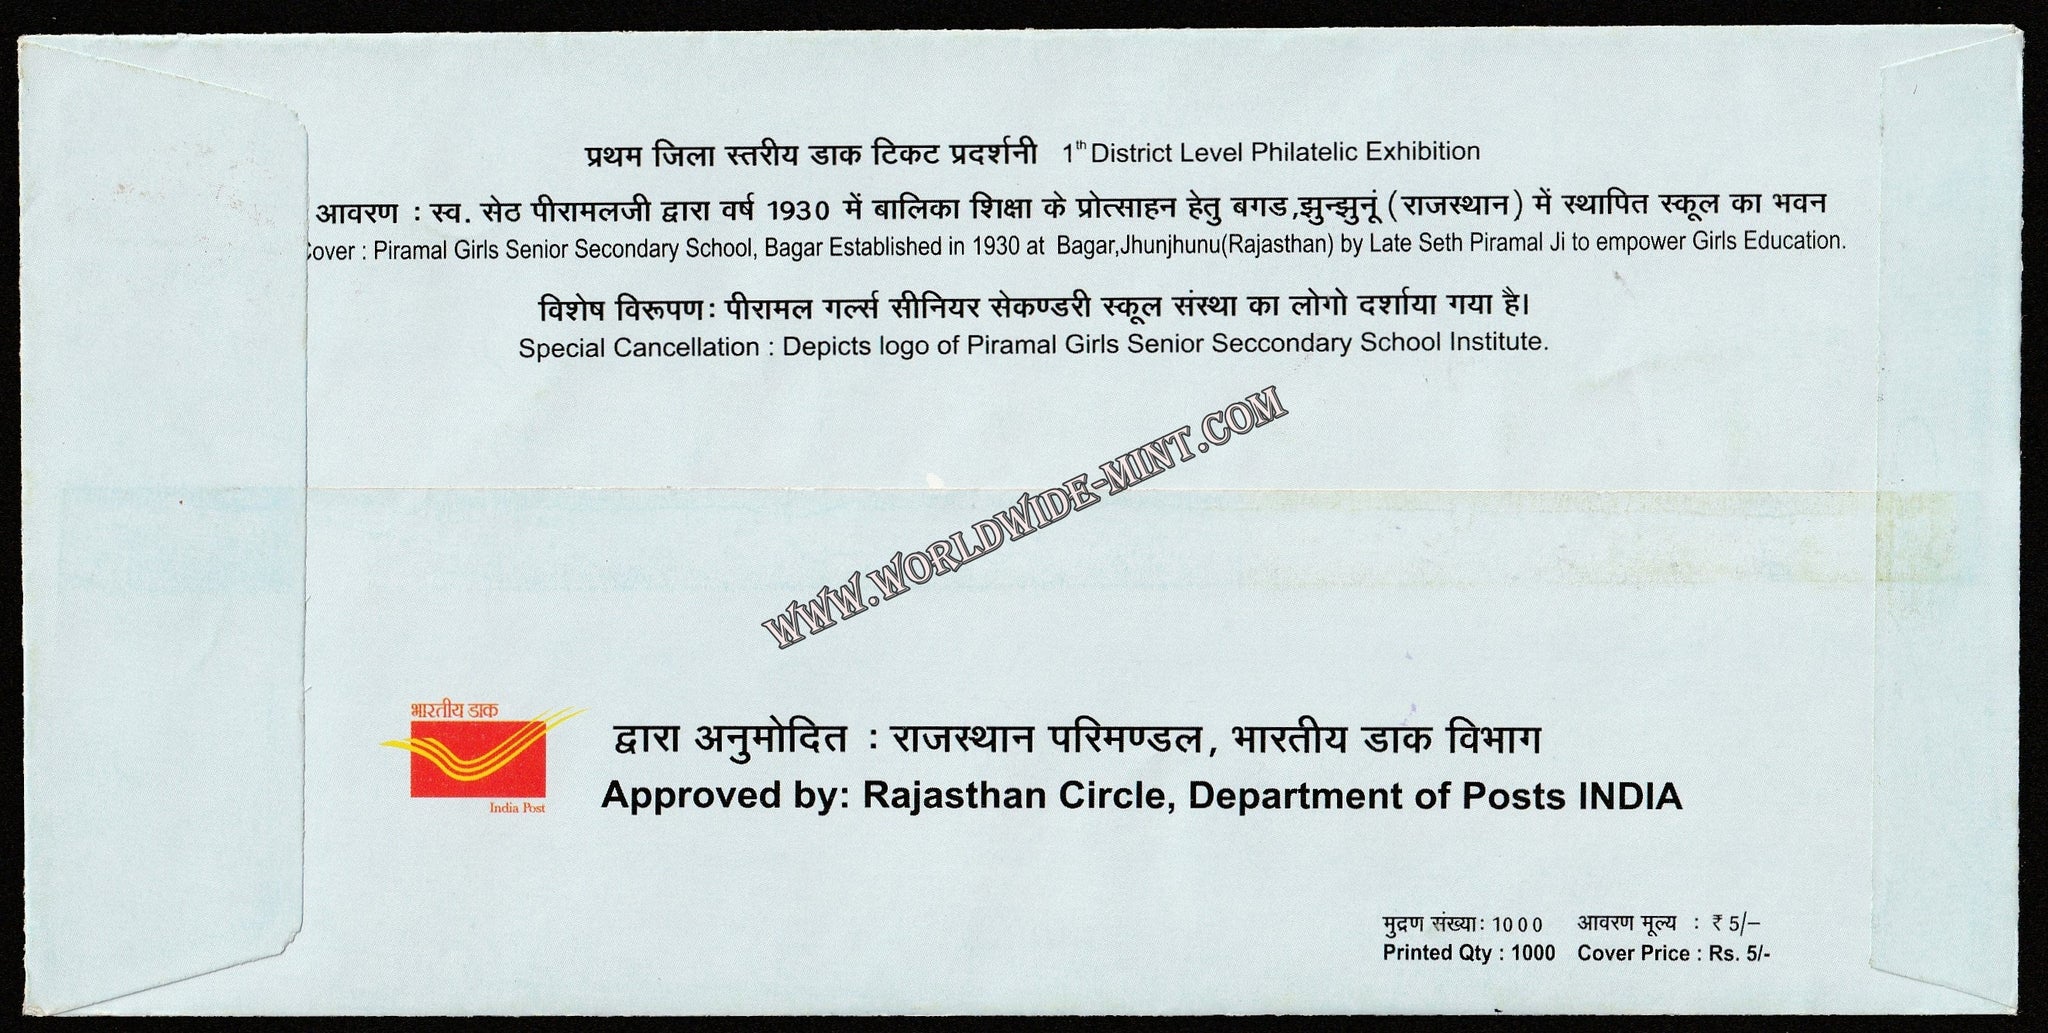 प्रथम जिला स्तरीय डाक टिकट प्रदर्शनी 1th District Level Philatelic Exhibition
आवरण : स्व. सेठ पीरामलजी द्वारा वर्ष 1930 में बालिका शिक्षा के प्रोत्साहन हेतु बगड,झुन्झुनूं (राजस्थान) में स्थापित स्कूल का भवन
over : Piramal Girls Senior Secondary School, Bagar Established in 1930 at Bagar,Jhunjhunu(Rajasthan) by Late Seth Piramal Ji to empower Girls Education.
विशेष विरूपण: पीरामल गर्ल्स सीनियर सेकण्डरी स्कूल संस्था का लोगो दर्शाया गया है।
Special Cancellation : Depicts logo of Piramal Girls Senior Seccondary School Institute.
WWW.WORLDWIDE-MINT.COM
भारतीय डाक
India Post
द्वारा अनुमोदित : राजस्थान परिमण्डल, भारतीय डाक विभाग
Approved by: Rajasthan Circle, Department of Posts INDIA
मुद्रण संख्या: 1000 आवरण मूल्य : ₹ 5/-
Printed Qty : 1000 Cover Price : Rs. 5/-